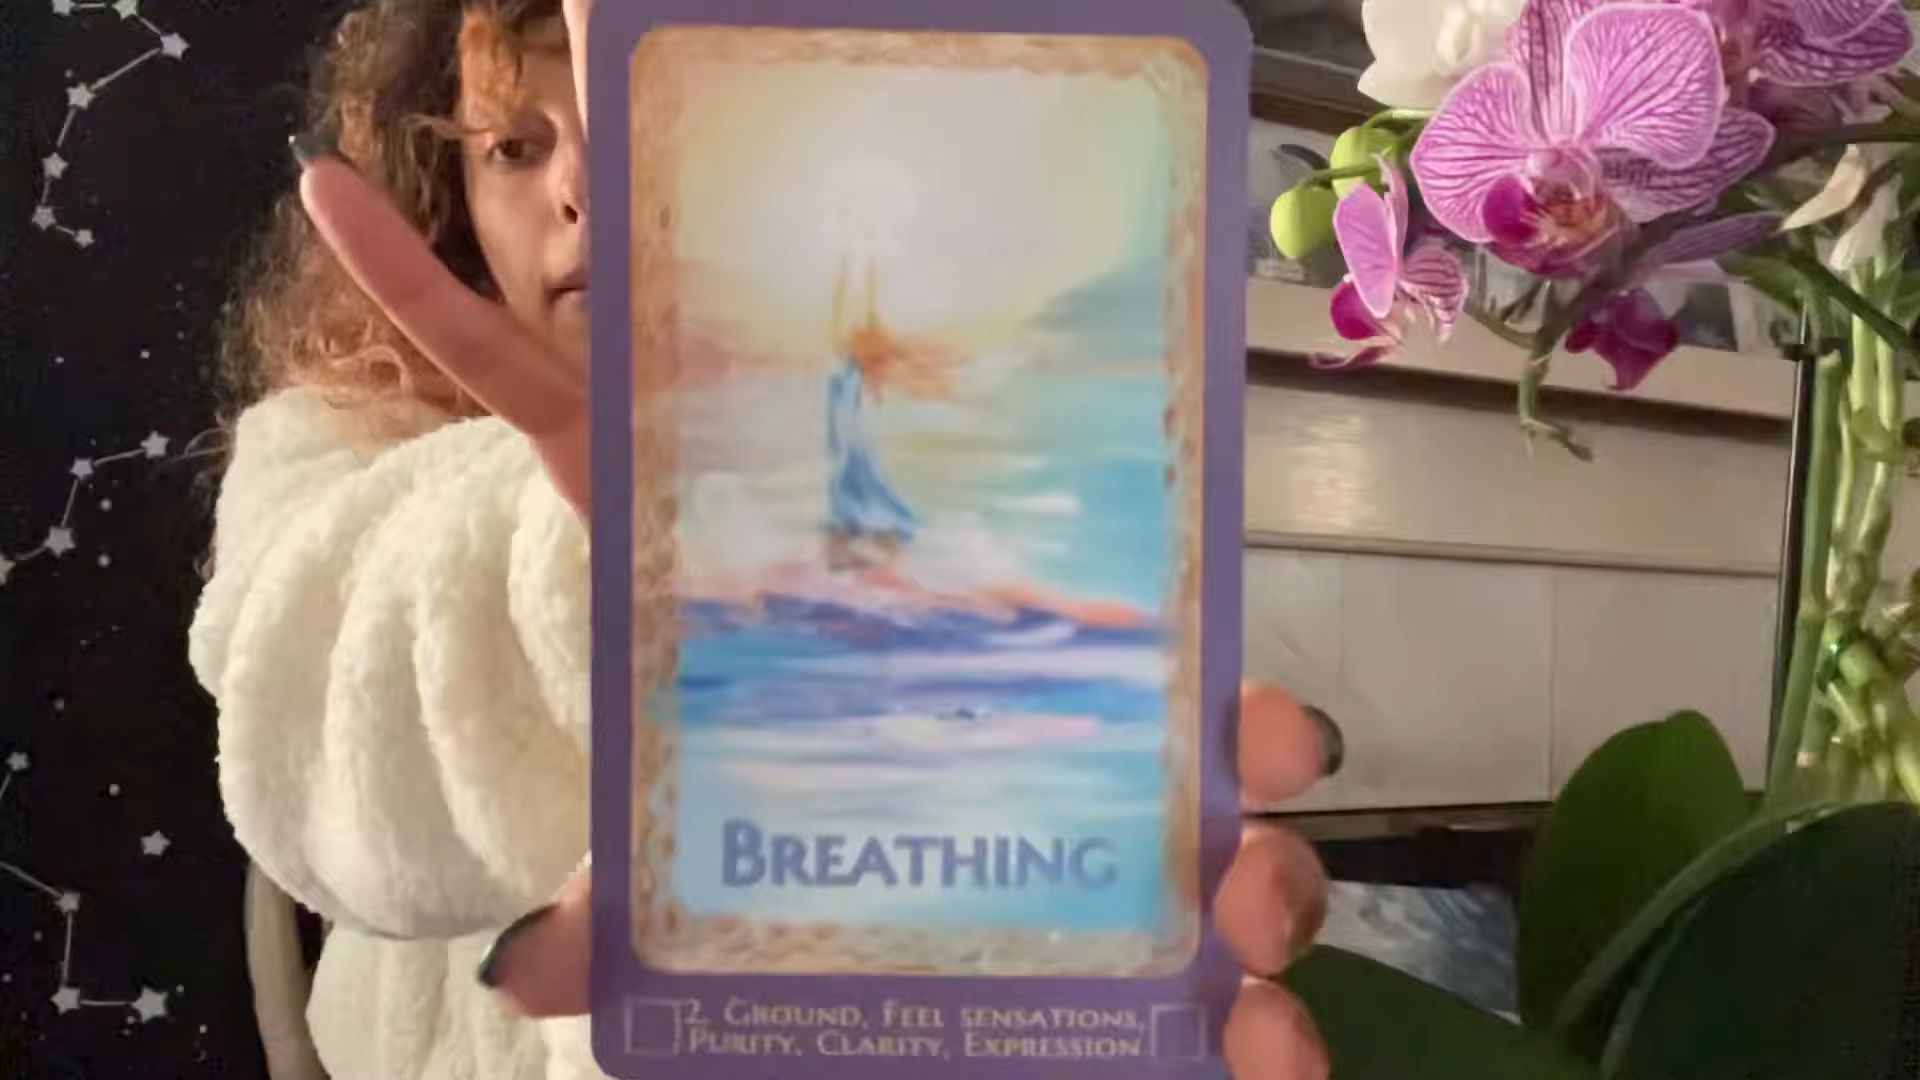 BREATHING
2. GROUND, FEEL SENSATIONS,
PURITY, CLARITY, EXPRESSION